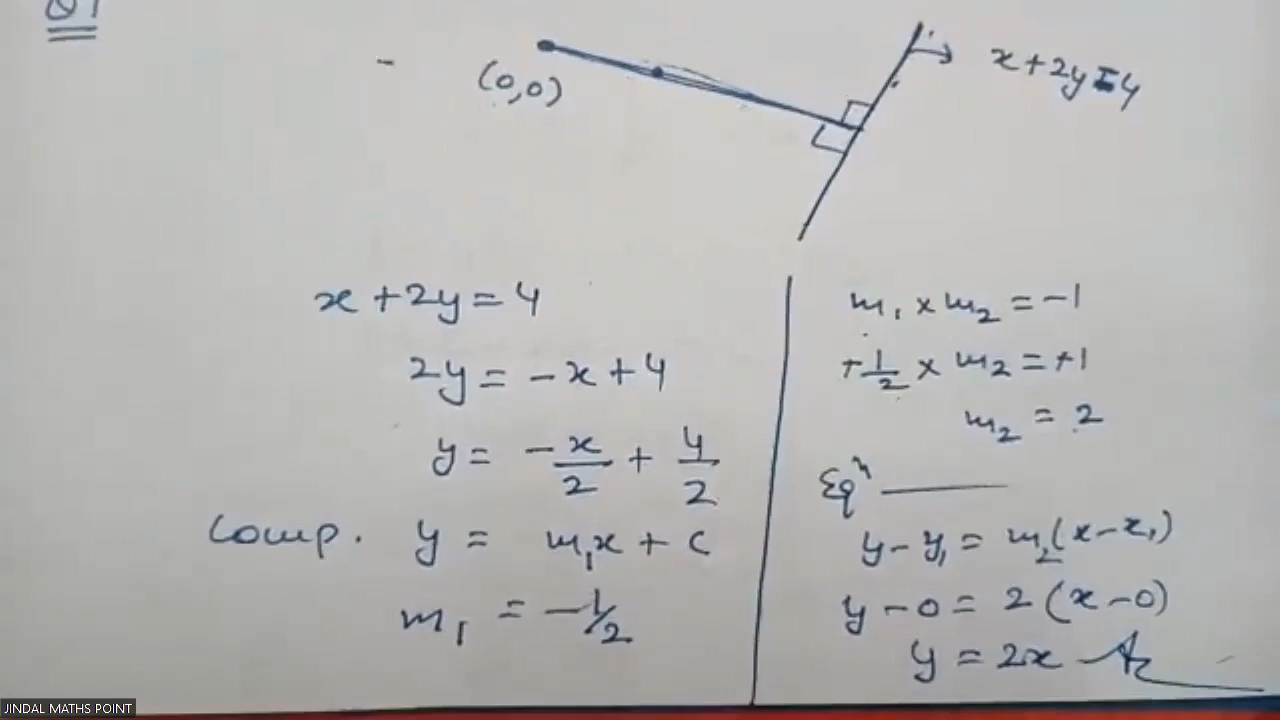 Q1
(0,0)
x+2y=4
x+2y=4
2y=-x+4
y= -x/2 + 4/2
Comp. y = m₁x+c
m₁ = -1/2
m₁×m₂=-1
+1/2×m₂=+1
m₂ = 2
Eqⁿ
y-y₁=m₂(x-x₁)
y-0=2(x-0)
y=2x
JINDAL MATHS POINT